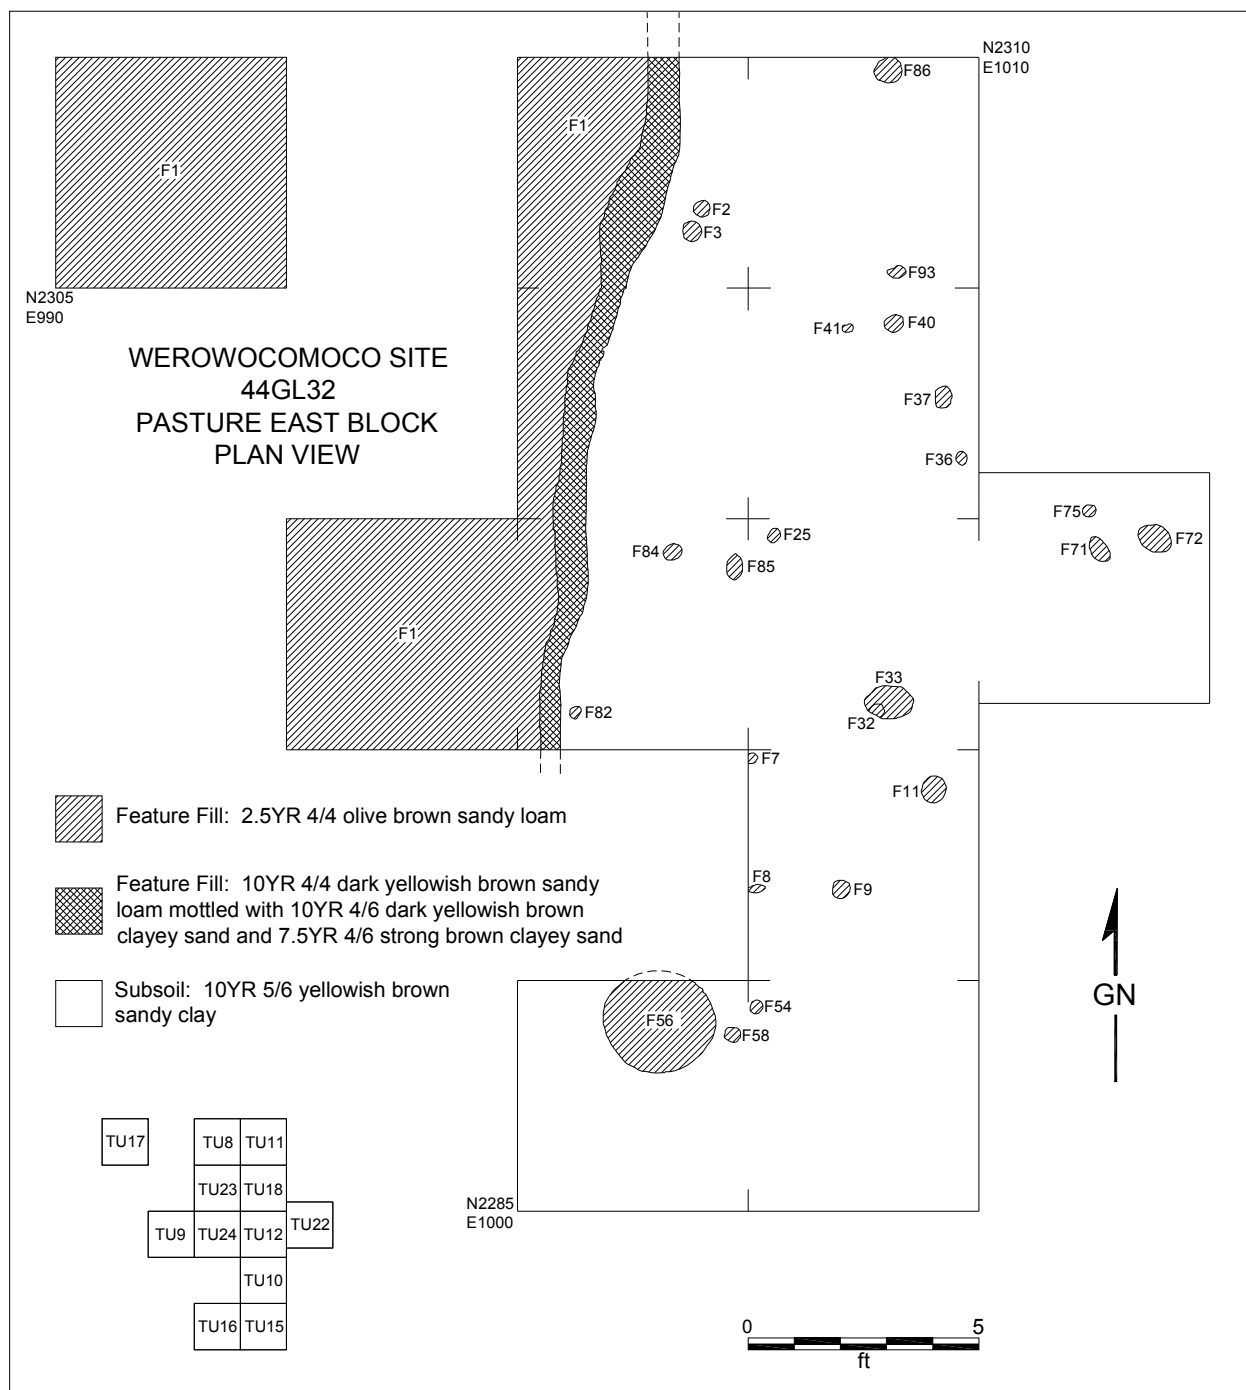 N2310
E1010
F86
F1
F1
F2
F3
F93
N2305
E990
F41
F40
WEROWOCOMOCO SITE
44GL32
PASTURE EAST BLOCK
PLAN VIEW
F37
F36
F75
F25
F84
F85
F71
F72
F1
F33
F32
F82
F7
F11
Feature Fill: 2.5YR 4/4 olive brown sandy loam
Feature Fill: 10YR 4/4 dark yellowish brown sandy
loam mottled with 10YR 4/6 dark yellowish brown
clayey sand and 7.5YR 4/6 strong brown clayey sand
F8
F9
Subsoil: 10YR 5/6 yellowish brown
sandy clay
GN
F54
F56
F58
TU17
TU8
TU11
TU23
TU18
TU9
TU24
TU12
TU22
TU10
TU16
TU15
N2285
E1000
0
5
ft